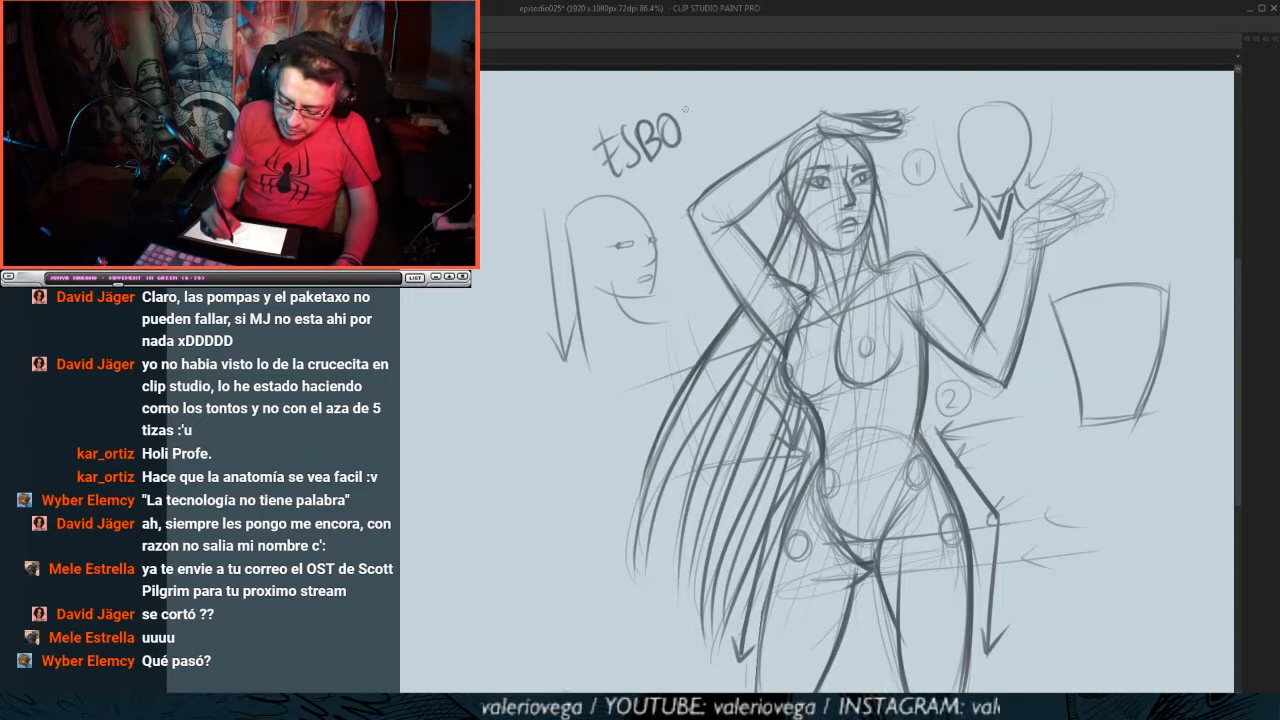 episodio025* (1920 x 1080px 72dpi 86.4%) - CLIP STUDIO PAINT PRO
ESBO
1
2
LIST
David Jäger Claro, las pompas y el paketaxo no
pueden fallar, si MJ no esta ahi por
nada xDDDDD
David Jäger yo no habia visto lo de la crucecita en
clip studio, lo he estado haciendo
como los tontos y no con el aza de 5
tizas :'u
kar_ortiz Holi Profe.
kar_ortiz Hace que la anatomía se vea facil :v
Wyber Elemcy "La tecnología no tiene palabra"
David Jäger ah, siempre les pongo me encora, con
razon no salia mi nombre c':
Mele Estrella ya te envie a tu correo el OST de Scott
Pilgrim para tu proximo stream
David Jäger se cortó ??
Mele Estrella uuuu
Wyber Elemcy Qué pasó?
valeriovega / YOUTUBE: valeriovega / INSTAGRAM: val